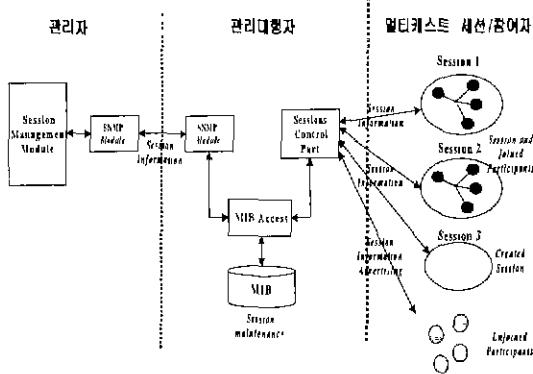 관리자
관리대행자
멀티캐스트 세션/참여자
Session
Management
Module
SNMP
Module
Session
Information
SNMP
Module
Sessions
Control
Part
MIB Access
MIB
Session
maintenance
Session
Information
Session
Information
Session
Information
Advertising
Session 1
Session and
Joined
Participants
Session 2
Session 3
Created
Session
Unjoined
Participants